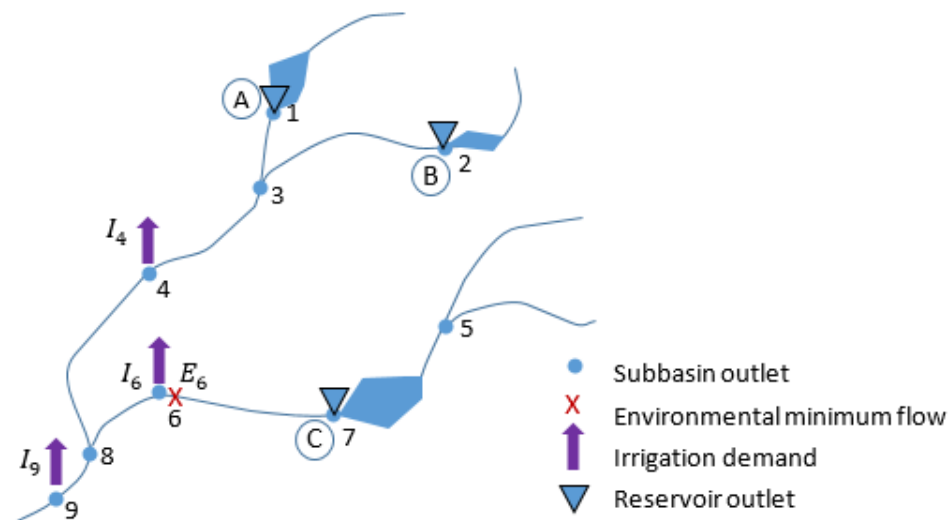 A
1
B
2
3
I₄
4
5
I₆
E₆
6
C
7
I₉
8
9
Subbasin outlet
X Environmental minimum flow
Irrigation demand
Reservoir outlet